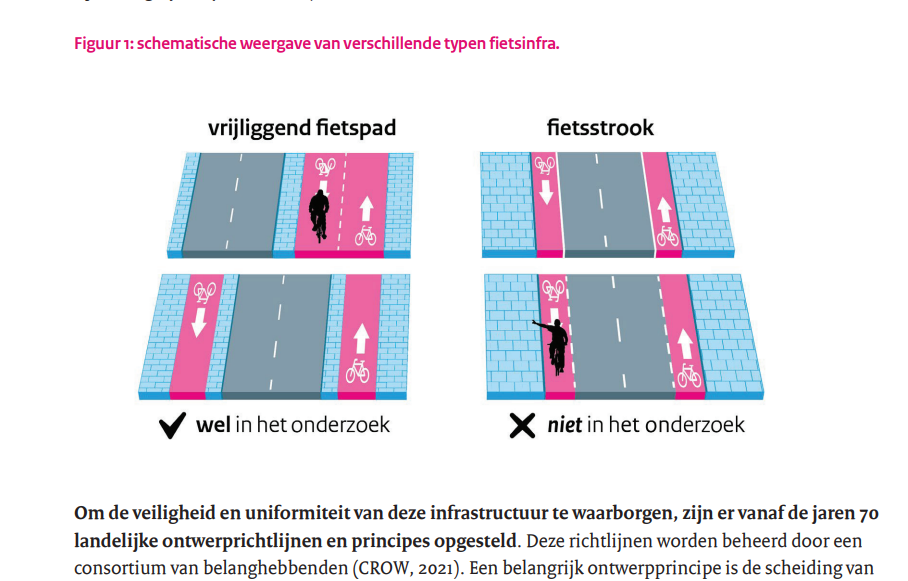 Figuur 1: schematische weergave van verschillende typen fietsinfra.
vrijliggend fietspad
fietsstrook
wel in het onderzoek
niet in het onderzoek
Om de veiligheid en uniformiteit van deze infrastructuur te waarborgen, zijn er vanaf de jaren 70
landelijke ontwerprichtlijnen en principes opgesteld. Deze richtlijnen worden beheerd door een
consortium van belanghebbenden (CROW, 2021). Een belangrijk ontwerpprincipe is de scheiding van